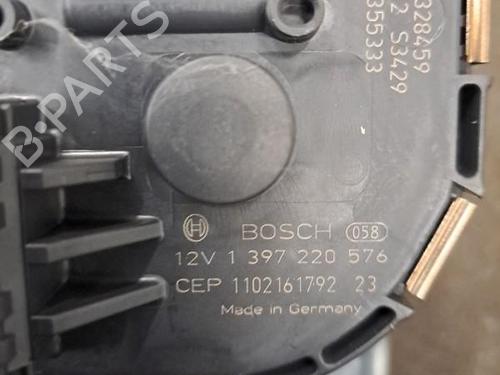 328459
2 S3429
355333
BOSCH 058
12V 1 397 220 576
CEP 1102161792 23
Made in Germany
B-PARTS